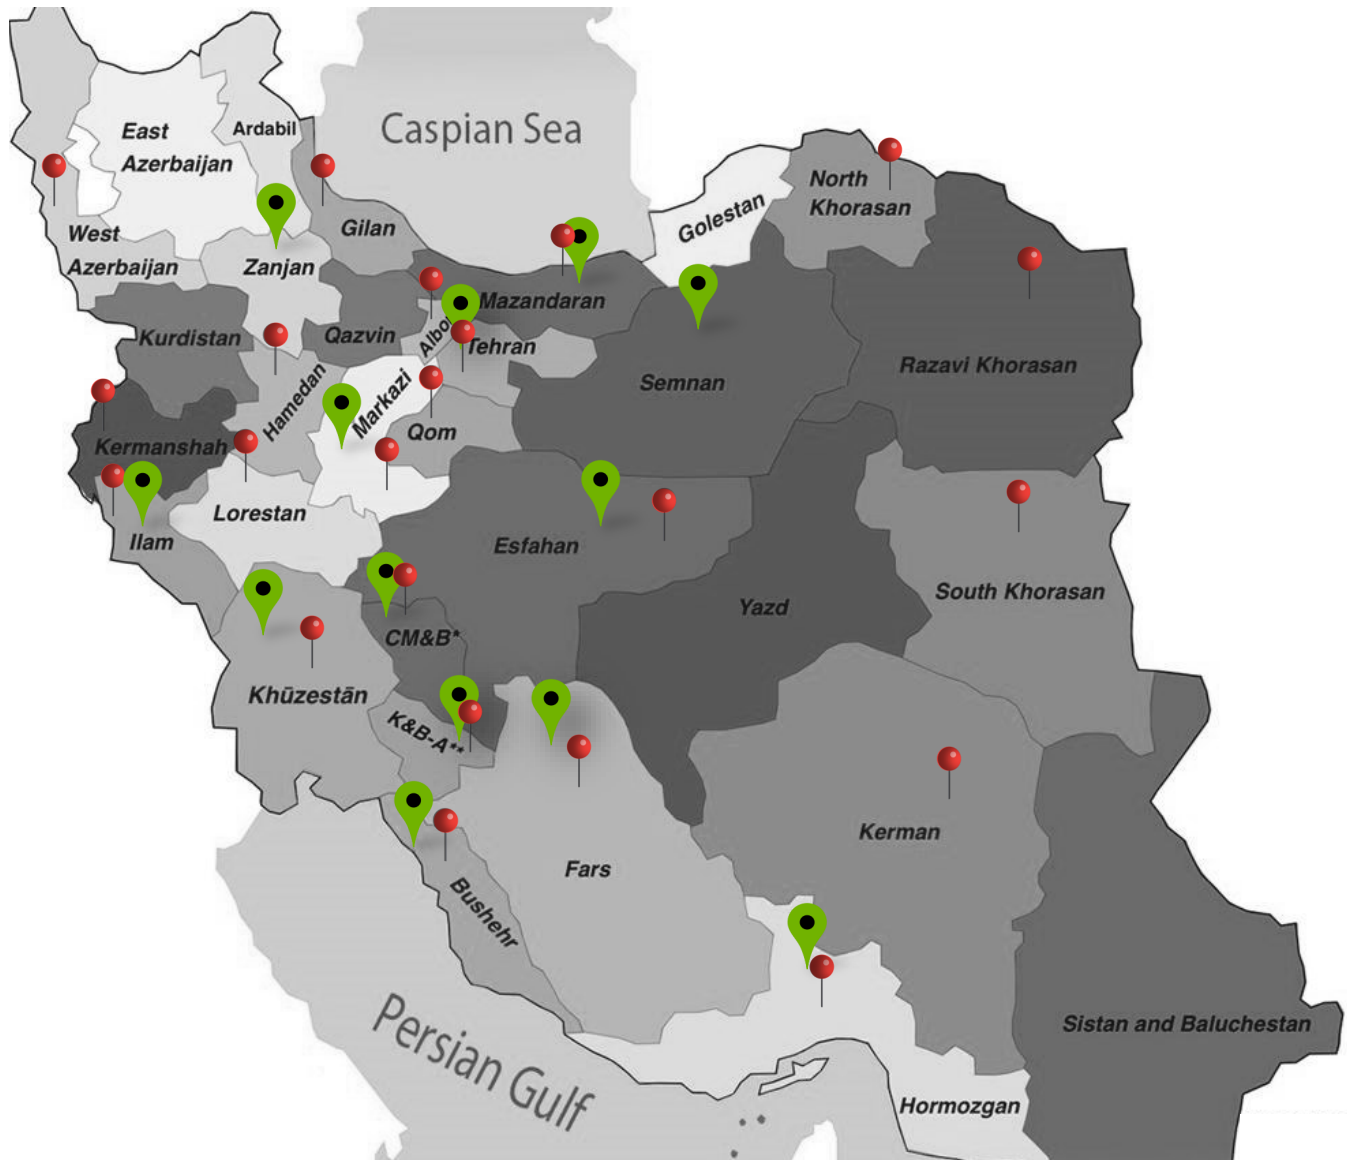 Caspian Sea
East
Azerbaijan
Ardabil
North
Khorasan
Golestan
West
Azerbaijan
Gilan
Zanjan
Mazandaran
Kurdistan
Qazvin
Tehran
Razavi Khorasan
Semnan
Hamedan
Markazi
Qom
Kermanshah
Lorestan
Ilam
Esfahan
South Khorasan
Yazd
CM&B*
Khūzestān
K&B-A**
Kerman
Fars
Bushehr
Persian Gulf
Sistan and Baluchestan
Hormozgan